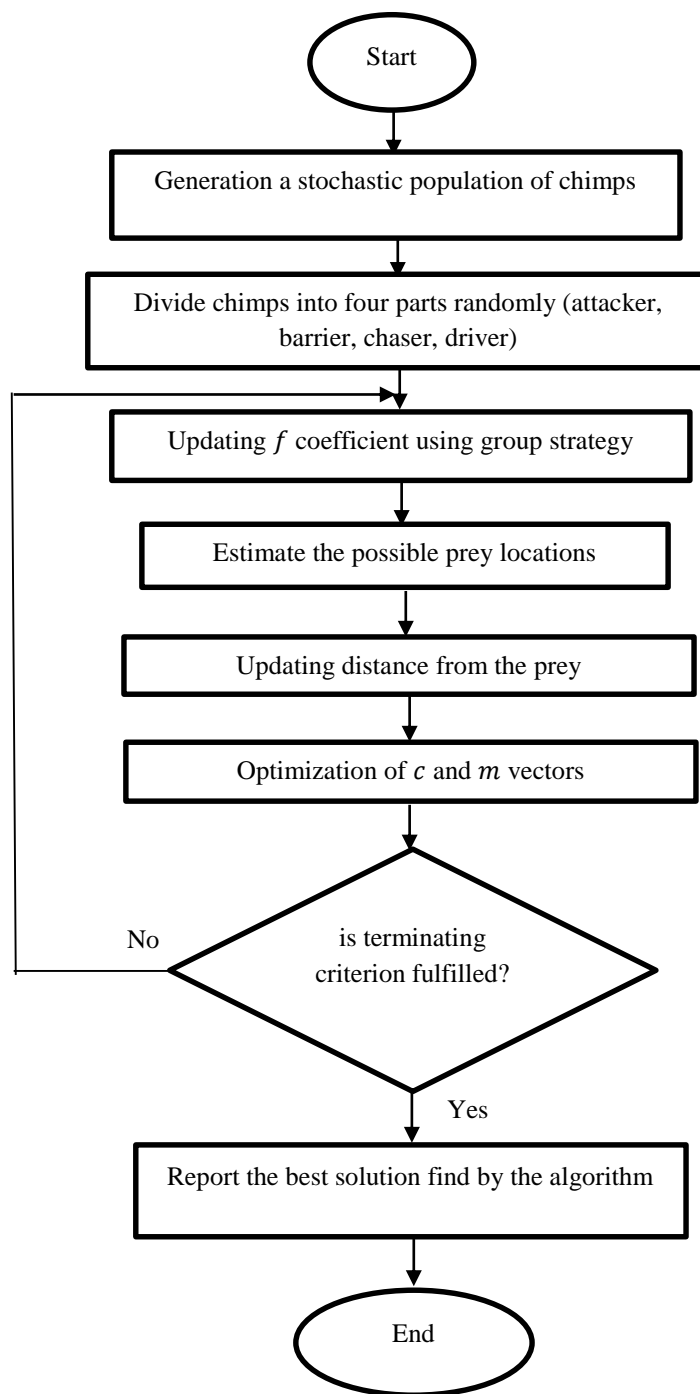 Start
Generation a stochastic population of chimps
Divide chimps into four parts randomly (attacker,
barrier, chaser, driver)
Updating f coefficient using group strategy
Estimate the possible prey locations
Updating distance from the prey
Optimization of c and m vectors
No
is terminating
criterion fulfilled?
Yes
Report the best solution find by the algorithm
End